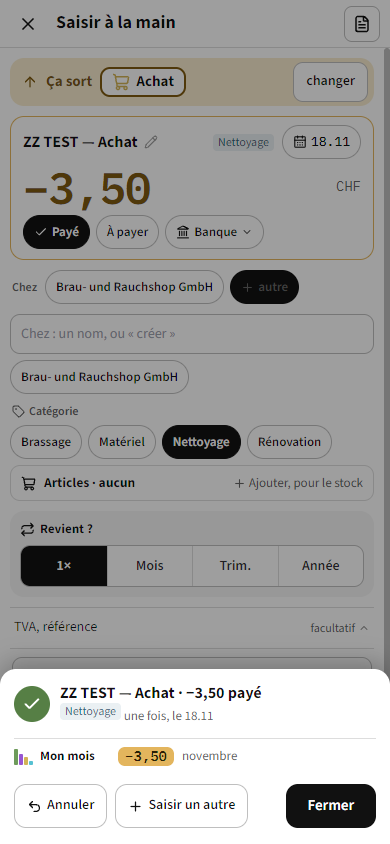 Saisir à la main
Ça sort Achat changer
ZZ TEST — Achat Nettoyage 18.11
−3,50 CHF
Payé À payer Banque
Chez Brau- und Rauchshop GmbH + autre
Chez : un nom, ou « créer »
Brau- und Rauchshop GmbH
Catégorie
Brassage Matériel Nettoyage Rénovation
Articles · aucun + Ajouter, pour le stock
Revient ?
1× Mois Trim. Année
TVA, référence facultatif
ZZ TEST — Achat · −3,50 payé
Nettoyage une fois, le 18.11
Mon mois −3,50 novembre
Annuler + Saisir un autre Fermer